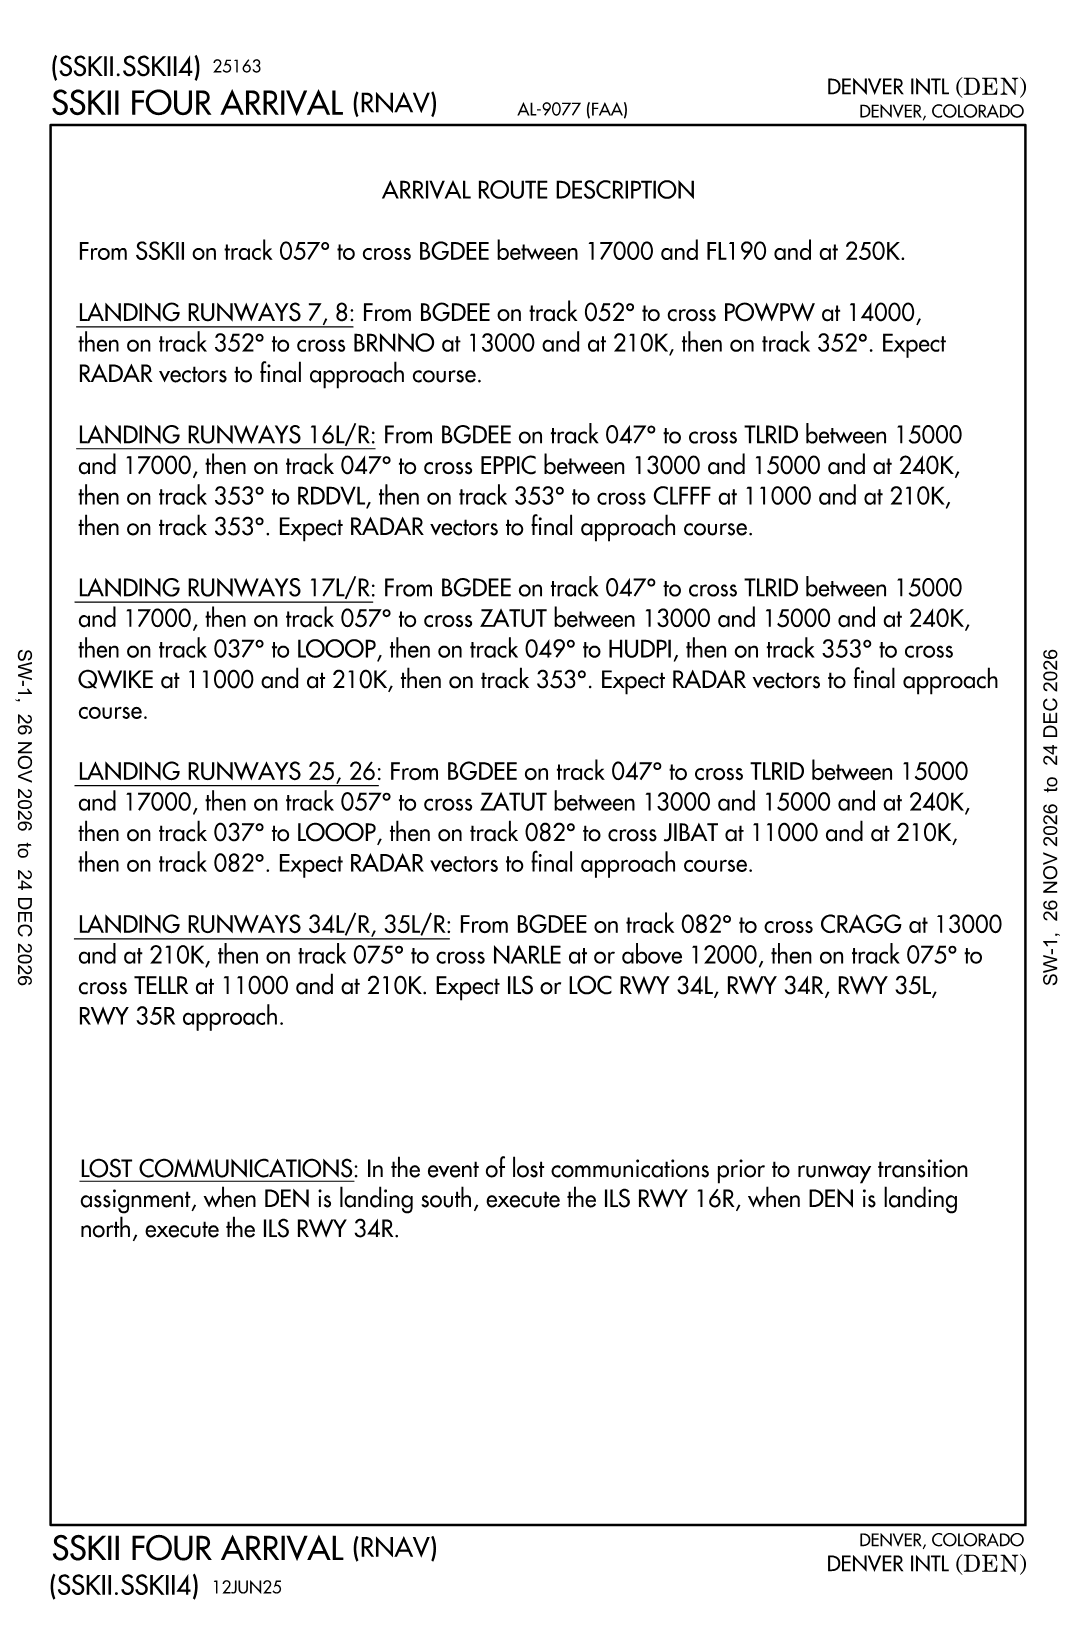 (SSKII.SSKII4) 25163
SSKII FOUR ARRIVAL (RNAV)
AL-9077 (FAA)
DENVER INTL (DEN)
DENVER, COLORADO
ARRIVAL ROUTE DESCRIPTION
From SSKII on track 057° to cross BGDEE between 17000 and FL190 and at 250K.
LANDING RUNWAYS 7, 8: From BGDEE on track 052° to cross POWPW at 14000,
then on track 352° to cross BRNNO at 13000 and at 210K, then on track 352°. Expect
RADAR vectors to final approach course.
LANDING RUNWAYS 16L/R: From BGDEE on track 047° to cross TLRID between 15000
and 17000, then on track 047° to cross EPPIC between 13000 and 15000 and at 240K,
then on track 353° to RDDVL, then on track 353° to cross CLFFF at 11000 and at 210K,
then on track 353°. Expect RADAR vectors to final approach course.
LANDING RUNWAYS 17L/R: From BGDEE on track 047° to cross TLRID between 15000
and 17000, then on track 057° to cross ZATUT between 13000 and 15000 and at 240K,
then on track 037° to LOOOP, then on track 049° to HUDPI, then on track 353° to cross
QWIKE at 11000 and at 210K, then on track 353°. Expect RADAR vectors to final approach
course.
LANDING RUNWAYS 25, 26: From BGDEE on track 047° to cross TLRID between 15000
and 17000, then on track 057° to cross ZATUT between 13000 and 15000 and at 240K,
then on track 037° to LOOOP, then on track 082° to cross JIBAT at 11000 and at 210K,
then on track 082°. Expect RADAR vectors to final approach course.
LANDING RUNWAYS 34L/R, 35L/R: From BGDEE on track 082° to cross CRAGG at 13000
and at 210K, then on track 075° to cross NARLE at or above 12000, then on track 075° to
cross TELLR at 11000 and at 210K. Expect ILS or LOC RWY 34L, RWY 34R, RWY 35L,
RWY 35R approach.
LOST COMMUNICATIONS: In the event of lost communications prior to runway transition
assignment, when DEN is landing south, execute the ILS RWY 16R, when DEN is landing
north, execute the ILS RWY 34R.
SW-1, 26 NOV 2026 to 24 DEC 2026
SW-1, 26 NOV 2026 to 24 DEC 2026
SSKII FOUR ARRIVAL (RNAV)
(SSKII.SSKII4) 12JUN25
DENVER, COLORADO
DENVER INTL (DEN)